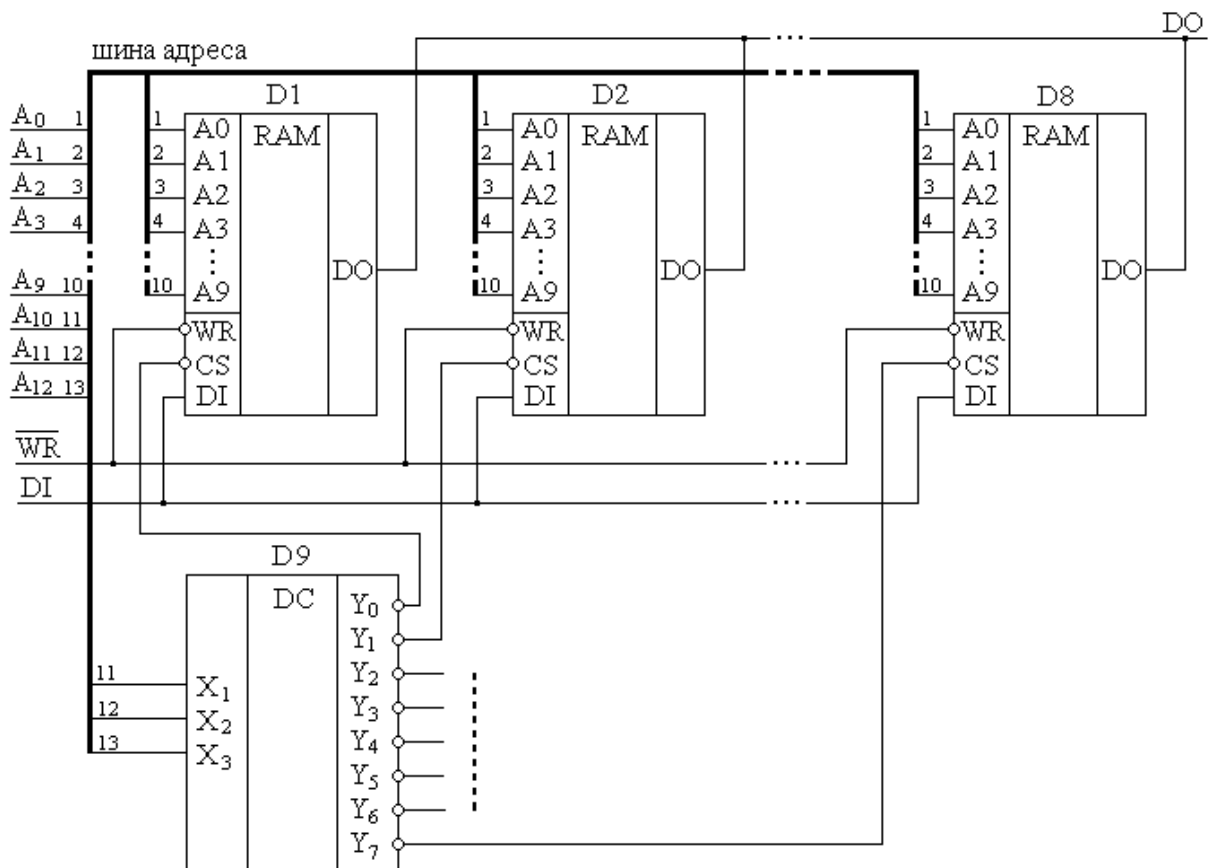 DO
шина адреса
D1 D2 D8
A0 1 1 A0 RAM 1 A0 RAM 1 A0 RAM
A1 2 2 A1 2 A1 2 A1
A2 3 3 A2 3 A2 3 A2
A3 4 4 A3 4 A3 4 A3
DO DO DO
A9 10 10 A9 10 A9 10 A9
A10 11 WR WR WR
A11 12 CS CS CS
A12 13 DI DI DI
WR
DI
D9
DC Y0
Y1
11 X1 Y2
12 X2 Y3
13 X3 Y4
Y5
Y6
Y7